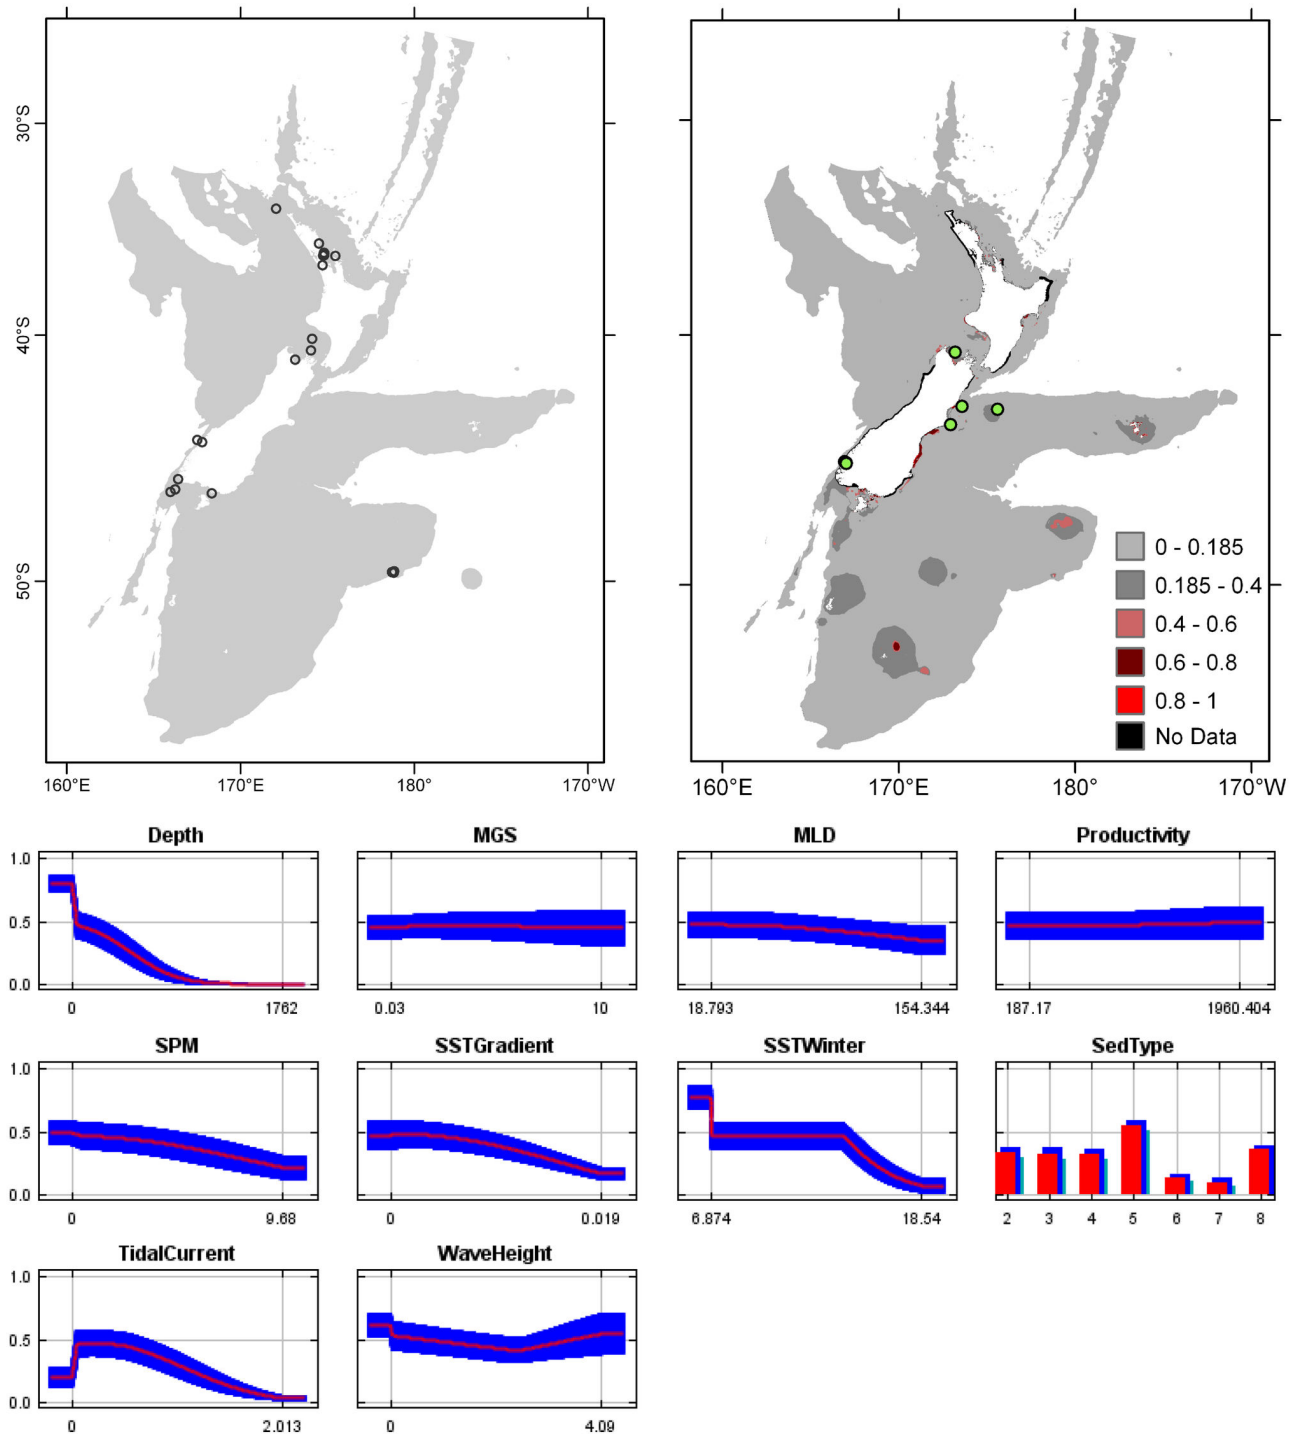 30°S
40°S
50°S
160°E 170°E 180° 170°W
0 - 0.185
0.185 - 0.4
0.4 - 0.6
0.6 - 0.8
0.8 - 1
No Data
160°E 170°E 180° 170°W
Depth MGS MLD Productivity
1.0
0.5
0.0
0 1762 0.03 10 18.793 154.344 187.17 1960.404
SPM SSTGradient SSTWinter SedType
1.0
0.5
0.0
0 9.68 0 0.019 6.874 18.54 2 3 4 5 6 7 8
TidalCurrent WaveHeight
1.0
0.5
0.0
0 2.013 0 4.09